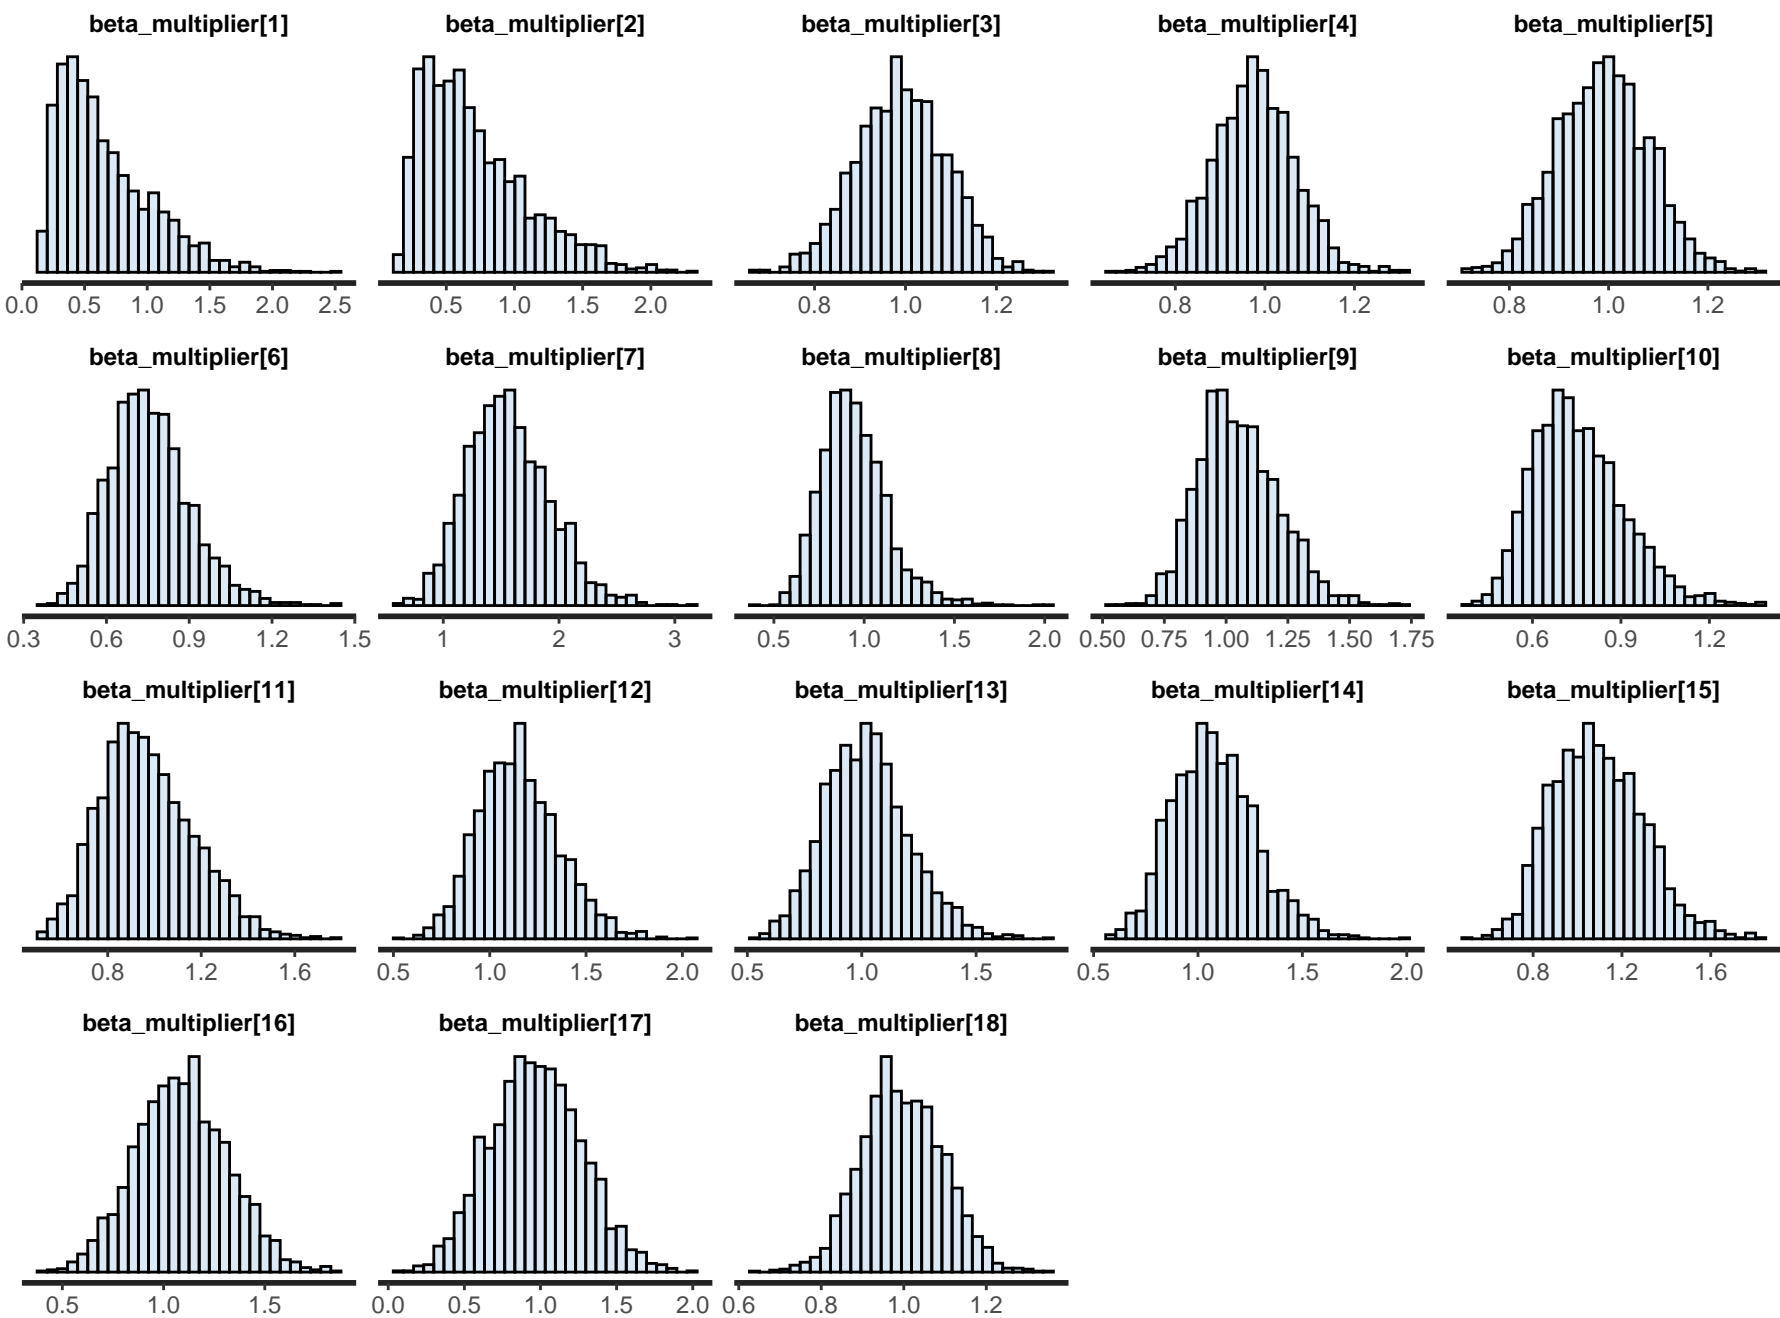 beta_multiplier[1] beta_multiplier[2] beta_multiplier[3] beta_multiplier[4] beta_multiplier[5]
0.0 0.5 1.0 1.5 2.0 2.5 0.5 1.0 1.5 2.0 0.8 1.0 1.2 0.8 1.0 1.2 0.8 1.0 1.2
beta_multiplier[6] beta_multiplier[7] beta_multiplier[8] beta_multiplier[9] beta_multiplier[10]
0.3 0.6 0.9 1.2 1.5 1 2 3 0.5 1.0 1.5 2.0 0.50 0.75 1.00 1.25 1.50 1.75 0.6 0.9 1.2
beta_multiplier[11] beta_multiplier[12] beta_multiplier[13] beta_multiplier[14] beta_multiplier[15]
0.8 1.2 1.6 0.5 1.0 1.5 2.0 0.5 1.0 1.5 0.5 1.0 1.5 2.0 0.8 1.2 1.6
beta_multiplier[16] beta_multiplier[17] beta_multiplier[18]
0.5 1.0 1.5 0.0 0.5 1.0 1.5 2.0 0.6 0.8 1.0 1.2